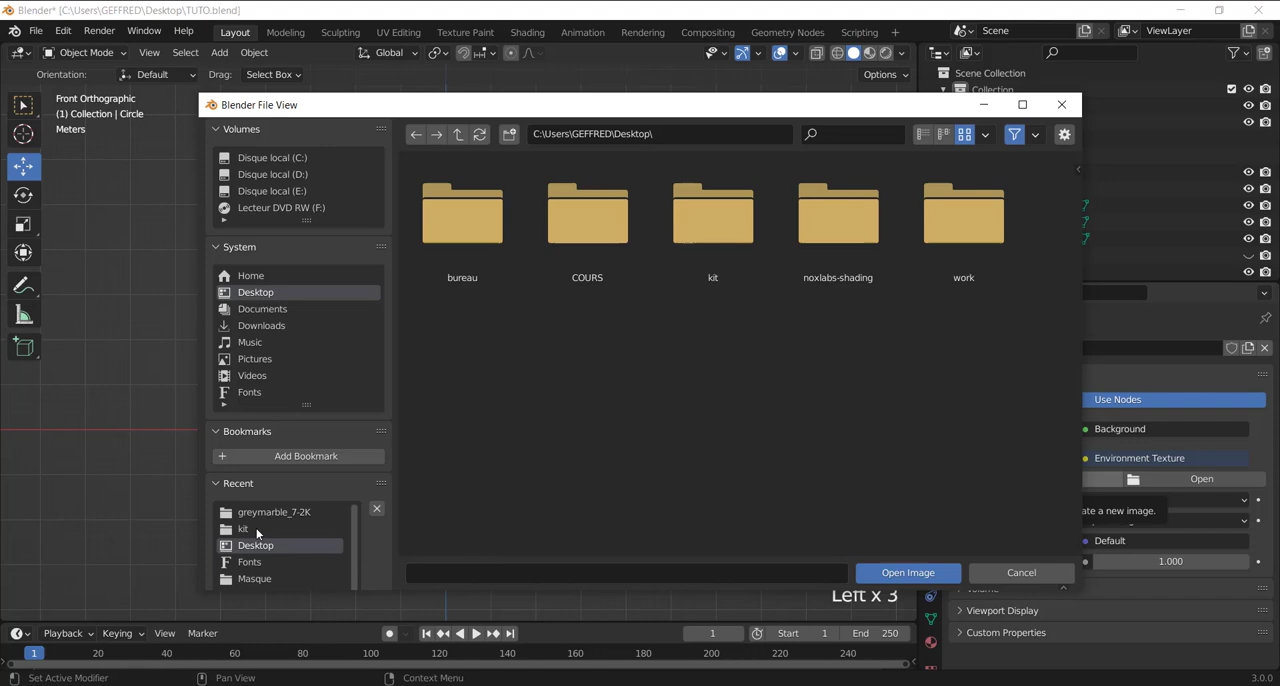 Blender* [C:\Users\GEFFRED\Desktop\TUTO.blend]
File Edit Render Window Help Layout Modeling Sculpting UV Editing Texture Paint Shading Animation Rendering Compositing Geometry Nodes Scripting + Scene ViewLayer
Object Mode View Select Add Object Global
Orientation: Default Drag: Select Box Options
Scene Collection
Collection
Front Orthographic
(1) Collection | Circle
Meters
Blender File View
Volumes
Disque local (C:)
Disque local (D:)
Disque local (E:)
Lecteur DVD RW (F:)
System
Home
Desktop
Documents
Downloads
Music
Pictures
Videos
Fonts
Bookmarks
Add Bookmark
Recent
greymarble_7-2K
kit
Desktop
Fonts
Masque
C:\Users\GEFFRED\Desktop\
bureau COURS kit noxlabs-shading work
Open Image Cancel
Use Nodes
Background
Environment Texture
Open
ate a new image.
Default
1.000
Viewport Display
Custom Properties
Left x 3
Playback Keying View Marker 1 Start 1 End 250
1 20 40 60 80 100 120 140 160 180 200 220 240
Set Active Modifier Pan View Context Menu 3.0.0